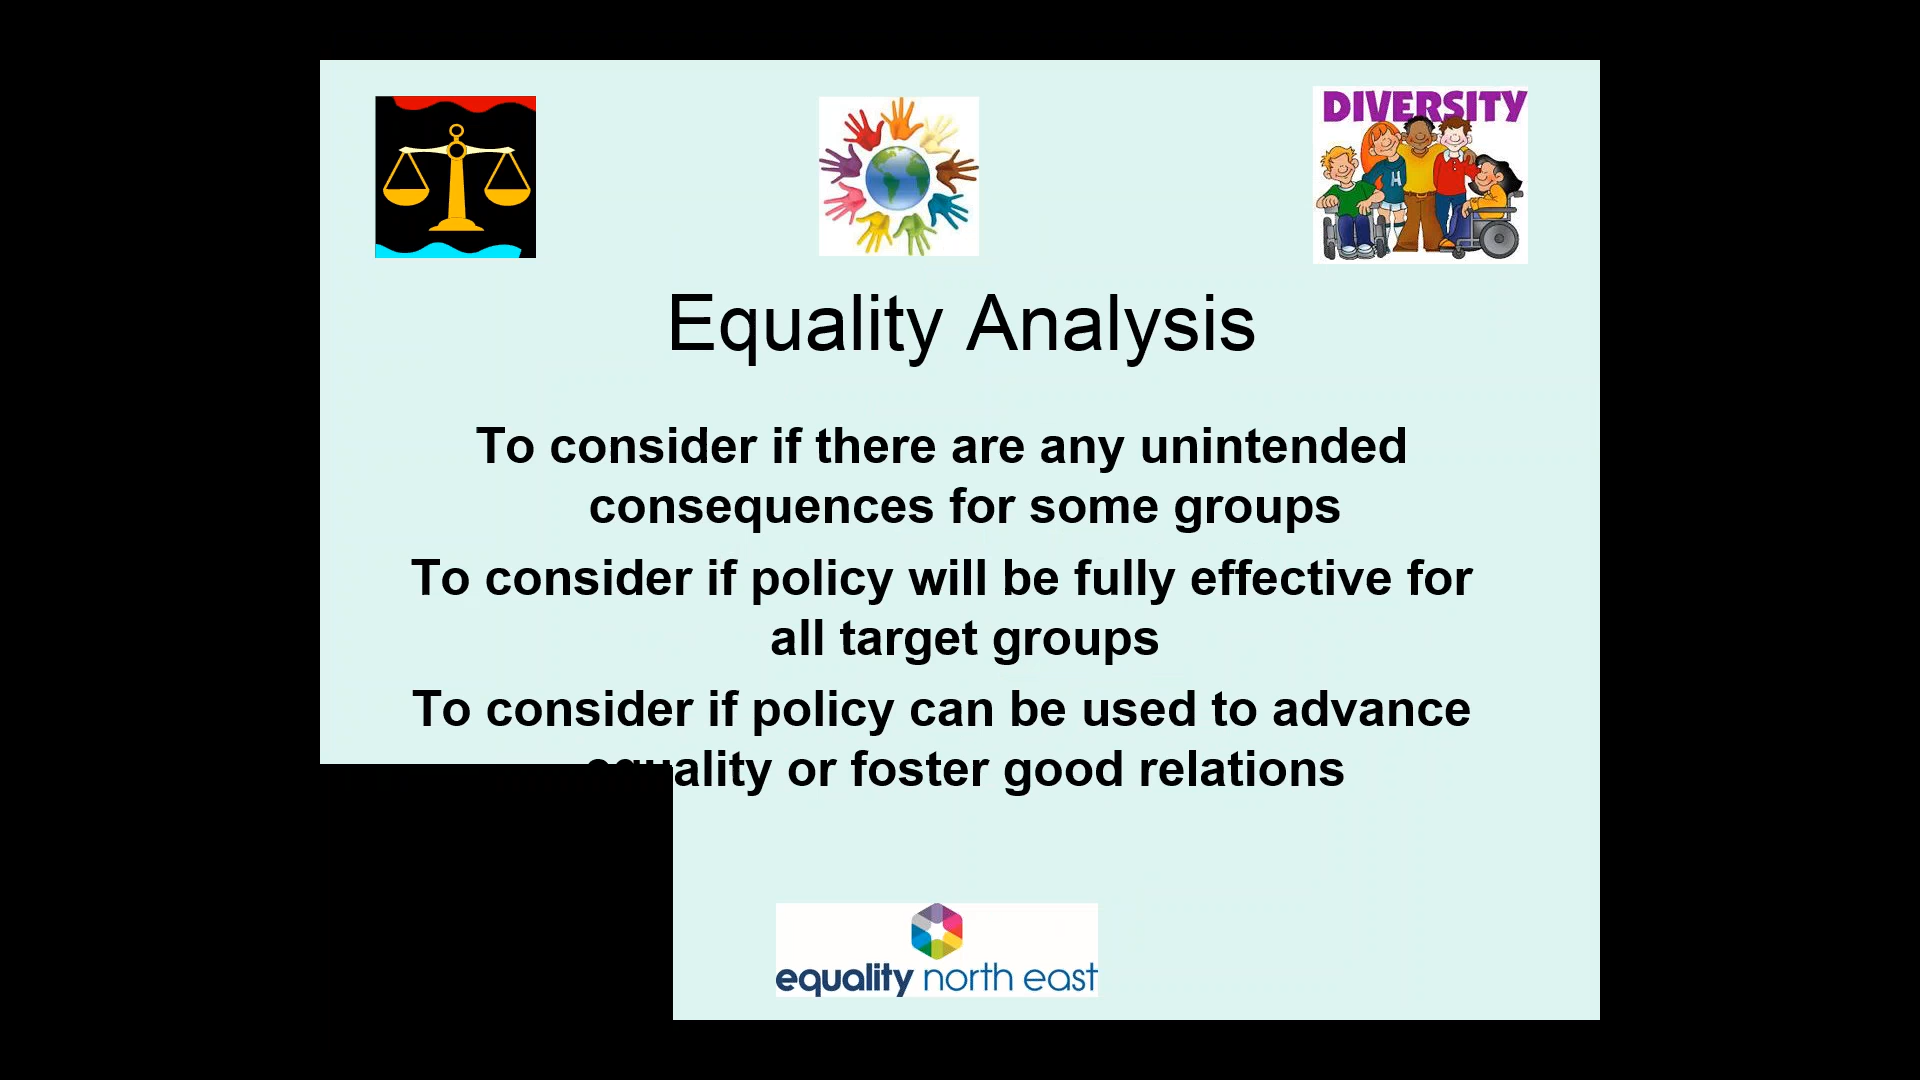 DIVERSITY
H
Equality Analysis
To consider if there are any unintended
consequences for some groups
To consider if policy will be fully effective for
all target groups
To consider if policy can be used to advance
equality or foster good relations
equality north east